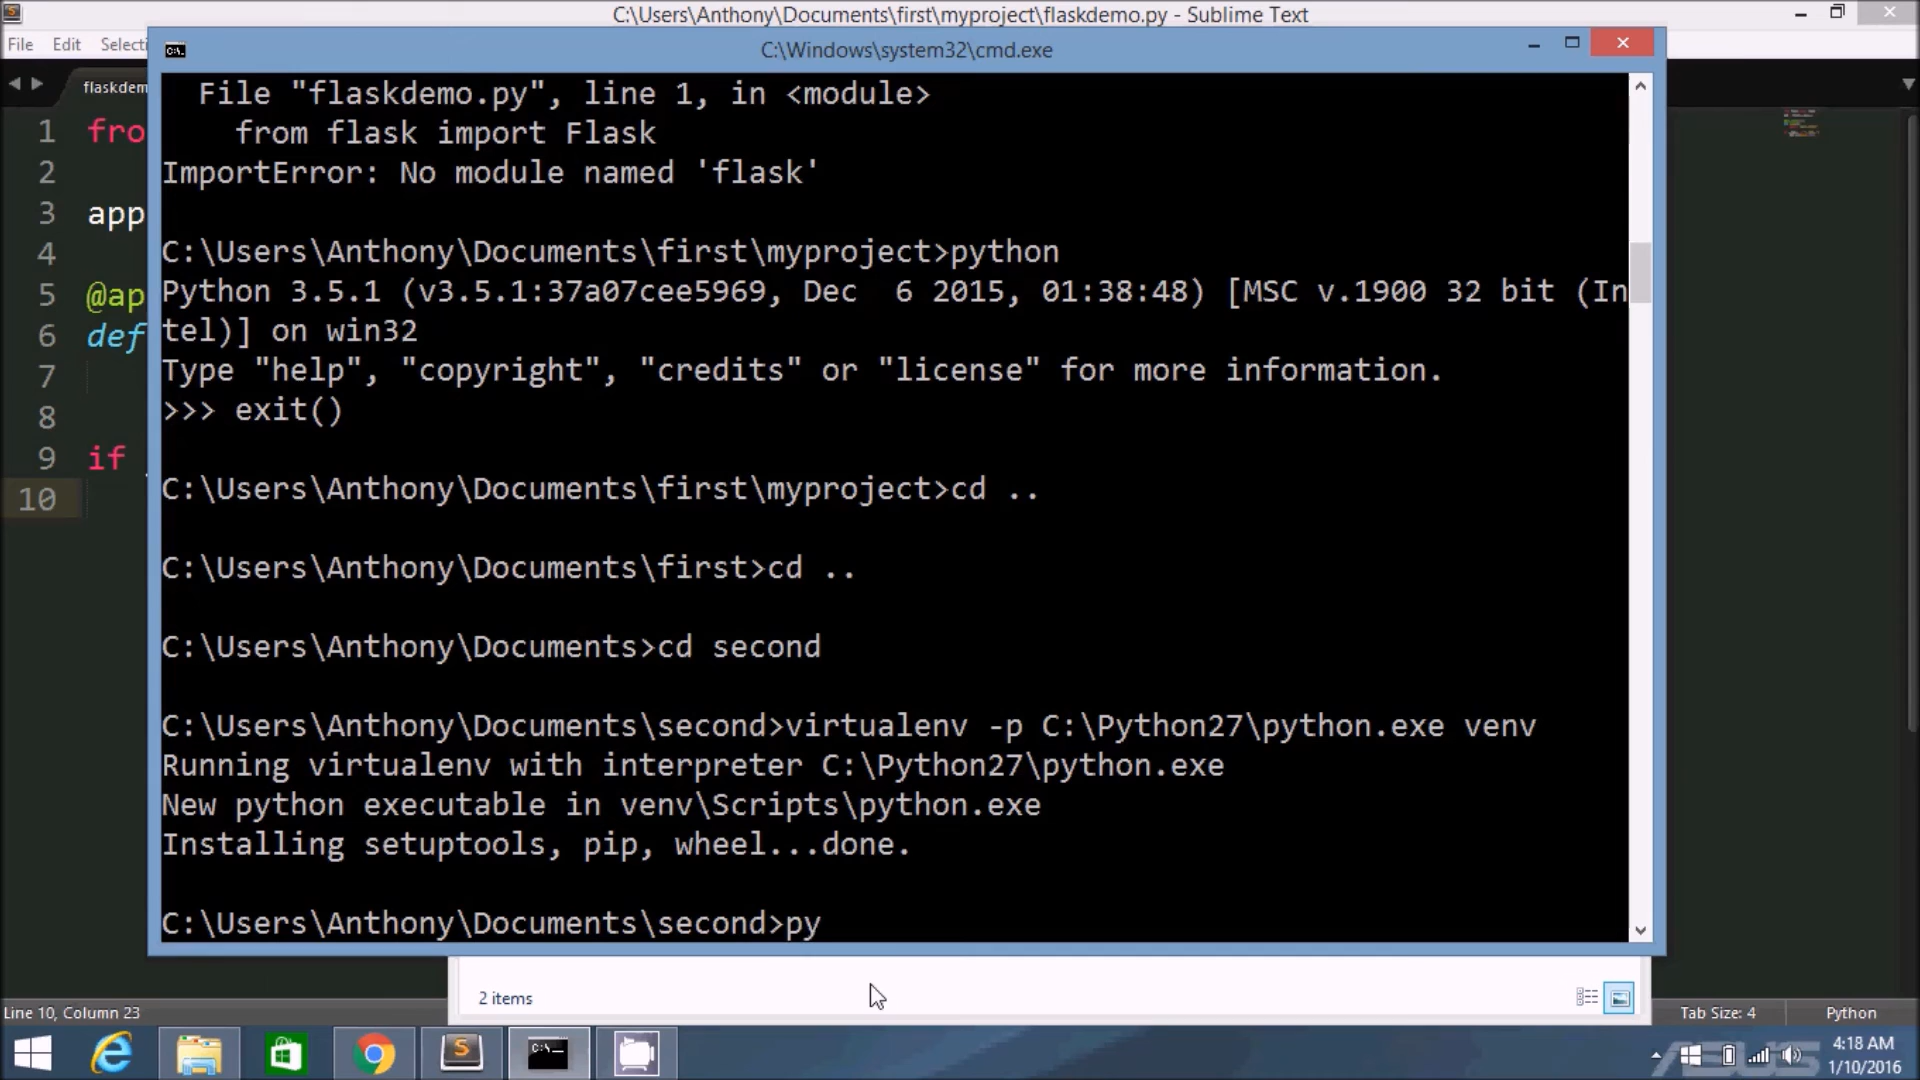 C:\Users\Anthony\Documents\first\myproject\flaskdemo.py - Sublime Text
File Edit Selecti
C:\Windows\system32\cmd.exe
flaskdem
File "flaskdemo.py", line 1, in <module>
from flask import Flask
ImportError: No module named 'flask'
C:\Users\Anthony\Documents\first\myproject>python
Python 3.5.1 (v3.5.1:37a07cee5969, Dec  6 2015, 01:38:48) [MSC v.1900 32 bit (In
tel)] on win32
Type "help", "copyright", "credits" or "license" for more information.
>>> exit()
C:\Users\Anthony\Documents\first\myproject>cd ..
C:\Users\Anthony\Documents\first>cd ..
C:\Users\Anthony\Documents>cd second
C:\Users\Anthony\Documents\second>virtualenv -p C:\Python27\python.exe venv
Running virtualenv with interpreter C:\Python27\python.exe
New python executable in venv\Scripts\python.exe
Installing setuptools, pip, wheel...done.
C:\Users\Anthony\Documents\second>py
1 fro
2
3 app
4
5 @ap
6 def
7
8
9 if
10
2 items
Line 10, Column 23
Tab Size: 4
Python
ASUS
4:18 AM
1/10/2016